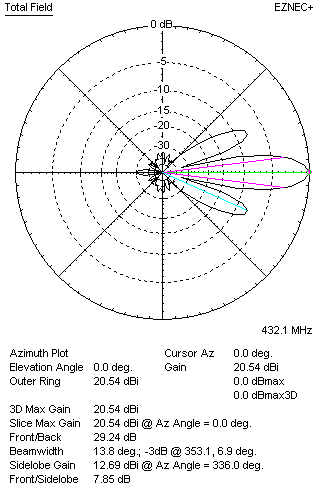 Total Field EZNEC+
0 dB
-5
-10
-15
-20
-30
432.1 MHz
Azimuth Plot Cursor Az 0.0 deg.
Elevation Angle 0.0 deg. Gain 20.54 dBi
Outer Ring 20.54 dBi 0.0 dBmax
0.0 dBmax3D
3D Max Gain 20.54 dBi
Slice Max Gain 20.54 dBi @ Az Angle = 0.0 deg.
Front/Back 29.24 dB
Beamwidth 13.8 deg.; -3dB @ 353.1, 6.9 deg.
Sidelobe Gain 12.69 dBi @ Az Angle = 336.0 deg.
Front/Sidelobe 7.85 dB